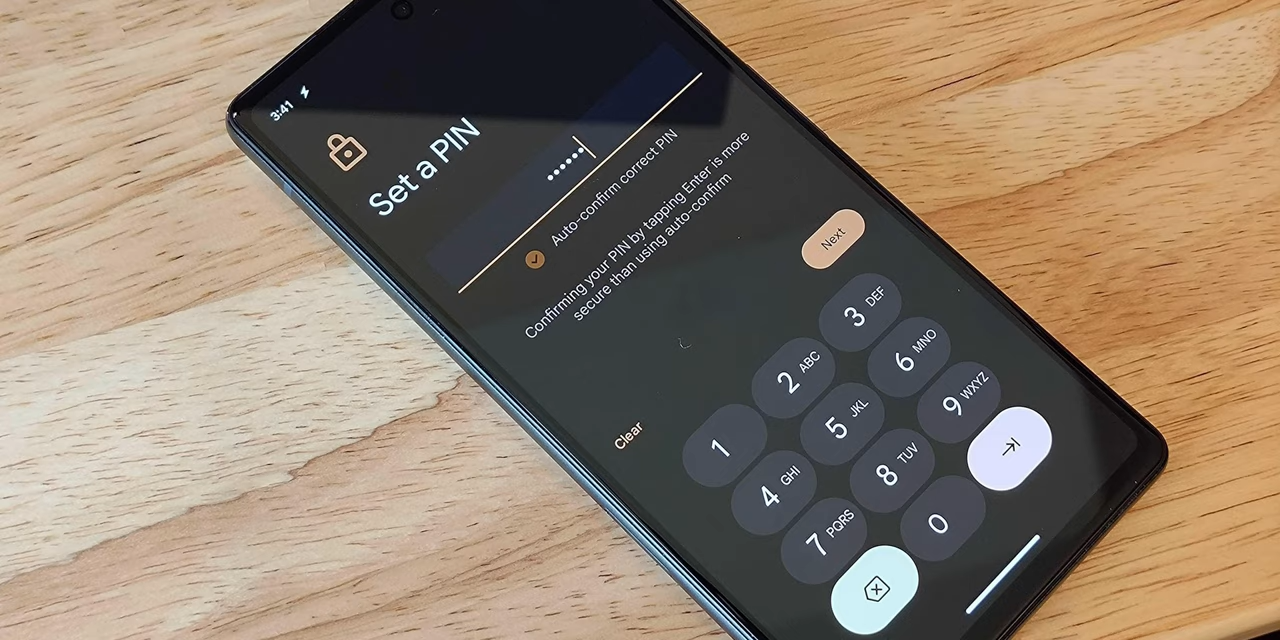 3:41
Set a PIN
••••••
Auto-confirm correct PIN
Confirming your PIN by tapping Enter is more
secure than using auto-confirm
Clear
Next
1
2 ABC
3 DEF
4 GHI
5 JKL
6 MNO
7 PQRS
8 TUV
9 WXYZ
0